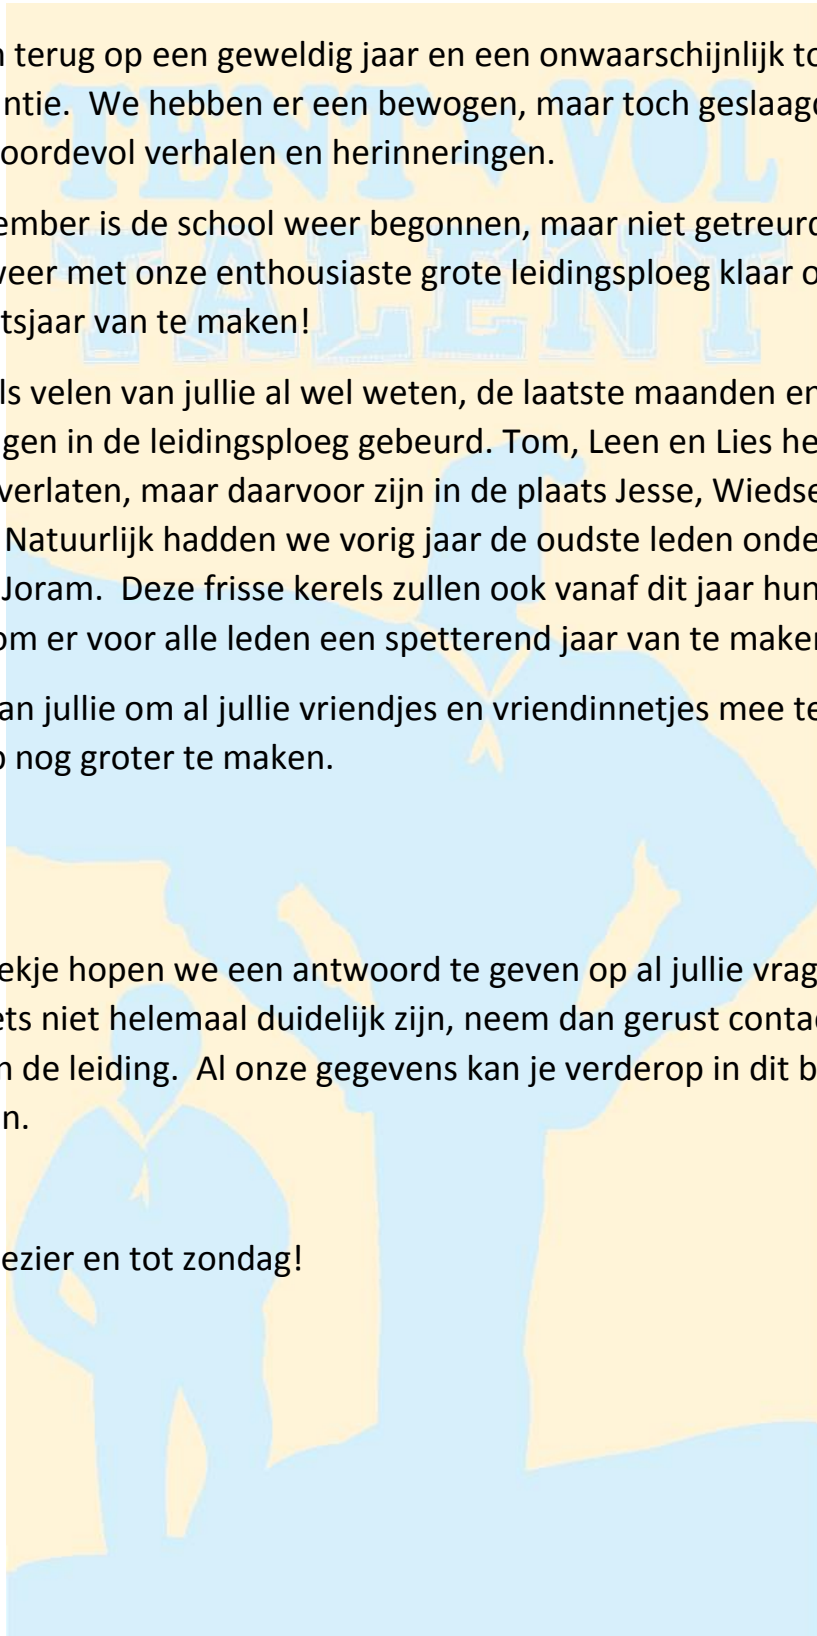 n terug op een geweldig jaar en een onwaarschijnlijk to
ntie. We hebben er een bewogen, maar toch geslaagd
oordevol verhalen en herinneringen.
TENT VOL
TALENT
ember is de school weer begonnen, maar niet getreurd
weer met onze enthousiaste grote leidingsploeg klaar o
tsjaar van te maken!
ls velen van jullie al wel weten, de laatste maanden en
gen in de leidingsploeg gebeurd. Tom, Leen en Lies he
verlaten, maar daarvoor zijn in de plaats Jesse, Wiedse
Natuurlijk hadden we vorig jaar de oudste leden onde
Joram. Deze frisse kerels zullen ook vanaf dit jaar hun
om er voor alle leden een spetterend jaar van te maken
an jullie om al jullie vriendjes en vriendinnetjes mee te
p nog groter te maken.
ekje hopen we een antwoord te geven op al jullie vrag
ets niet helemaal duidelijk zijn, neem dan gerust contac
n de leiding. Al onze gegevens kan je verderop in dit b
n.
ezier en tot zondag!